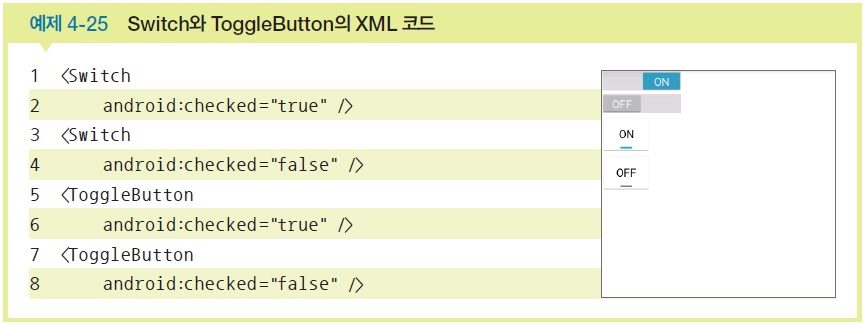 예제 4-25 Switch와 ToggleButton의 XML 코드
1 <Switch
2 android:checked="true" />
3 <Switch
4 android:checked="false" />
5 <ToggleButton
6 android:checked="true" />
7 <ToggleButton
8 android:checked="false" />
ON
OFF
ON
OFF